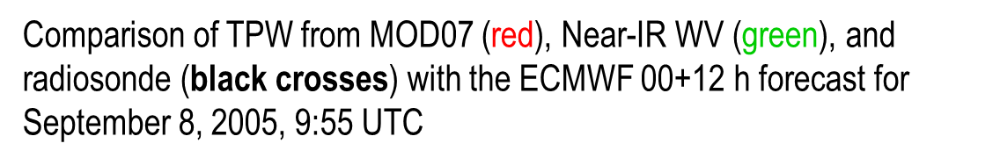 Comparison of TPW from MOD07 (red), Near-IR WV (green), and
radiosonde (black crosses) with the ECMWF 00+12 h forecast for
September 8, 2005, 9:55 UTC